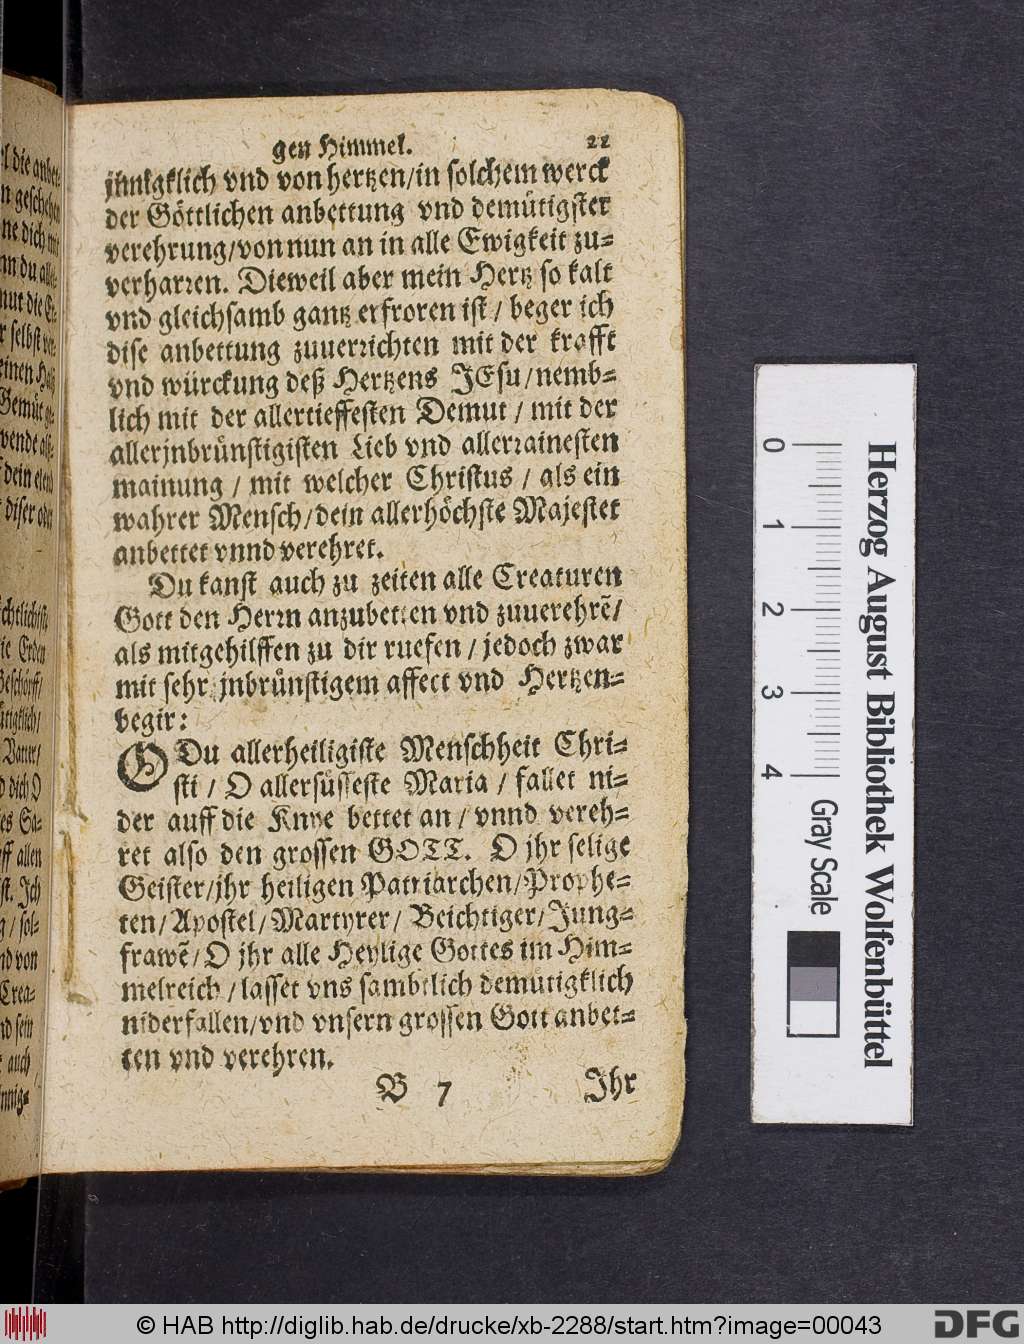 gen Himmel. 22
jnnigklich vnd von hertzen/in solchem werck
der Göttlichen anbettung vnd demütigster
verehrung/von nun an in alle Ewigkeit zu-
verharren. Dieweil aber mein Hertz so kalt
vnd gleichsamb gantz erfroren ist / beger ich
dise anbettung zuuerrichten mit der krafft
vnd würckung deß Hertzens JEsu/nemb-
lich mit der allertieffesten Demut / mit der
allerjnbrünstigisten Lieb vnd allerrainesten
mainung / mit welcher Christus / als ein
wahrer Mensch/dein allerhöchste Majestet
anbettet vnnd verehret.
Du kanst auch zu zeiten alle Creaturen
Gott den Herrn anzubetten vnd zuuerehrẽ/
als mitgehilffen zu dir ruefen / jedoch zwar
mit sehr jnbrünstigem affect vnd Hertzen-
begir:
O Du allerheiligiste Menschheit Chri-
sti / O allersüsseste Maria / fallet ni-
der auff die Knye bettet an / vnnd vereh-
ret also den grossen GOTT. O jhr selige
Geister/jhr heiligen Patriarchen/Prophe-
ten/Apostel/Martyrer/Beichtiger/Jung-
frawẽ/O jhr alle Heylige Gottes im Him-
melreich /lasset vns sambtlich demütigklich
niderfallen/vnd vnsern grossen Gott anbet-
ten vnd verehren.
B 7 Jhr
0 1 2 3 4
Herzog August Bibliothek Wolfenbüttel
Gray Scale
© HAB http://diglib.hab.de/drucke/xb-2288/start.htm?image=00043
DFG